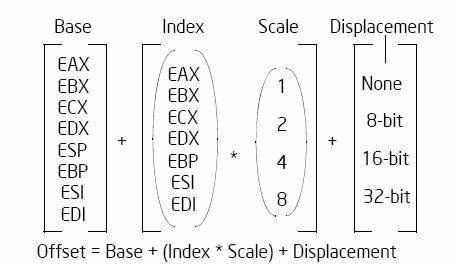 Base Index Scale Displacement
EAX
EBX
ECX
EDX
ESP
EBP
ESI
EDI
+
EAX
EBX
ECX
EDX
EBP
ESI
EDI
*
1
2
4
8
+
None
8-bit
16-bit
32-bit
Offset = Base + (Index * Scale) + Displacement